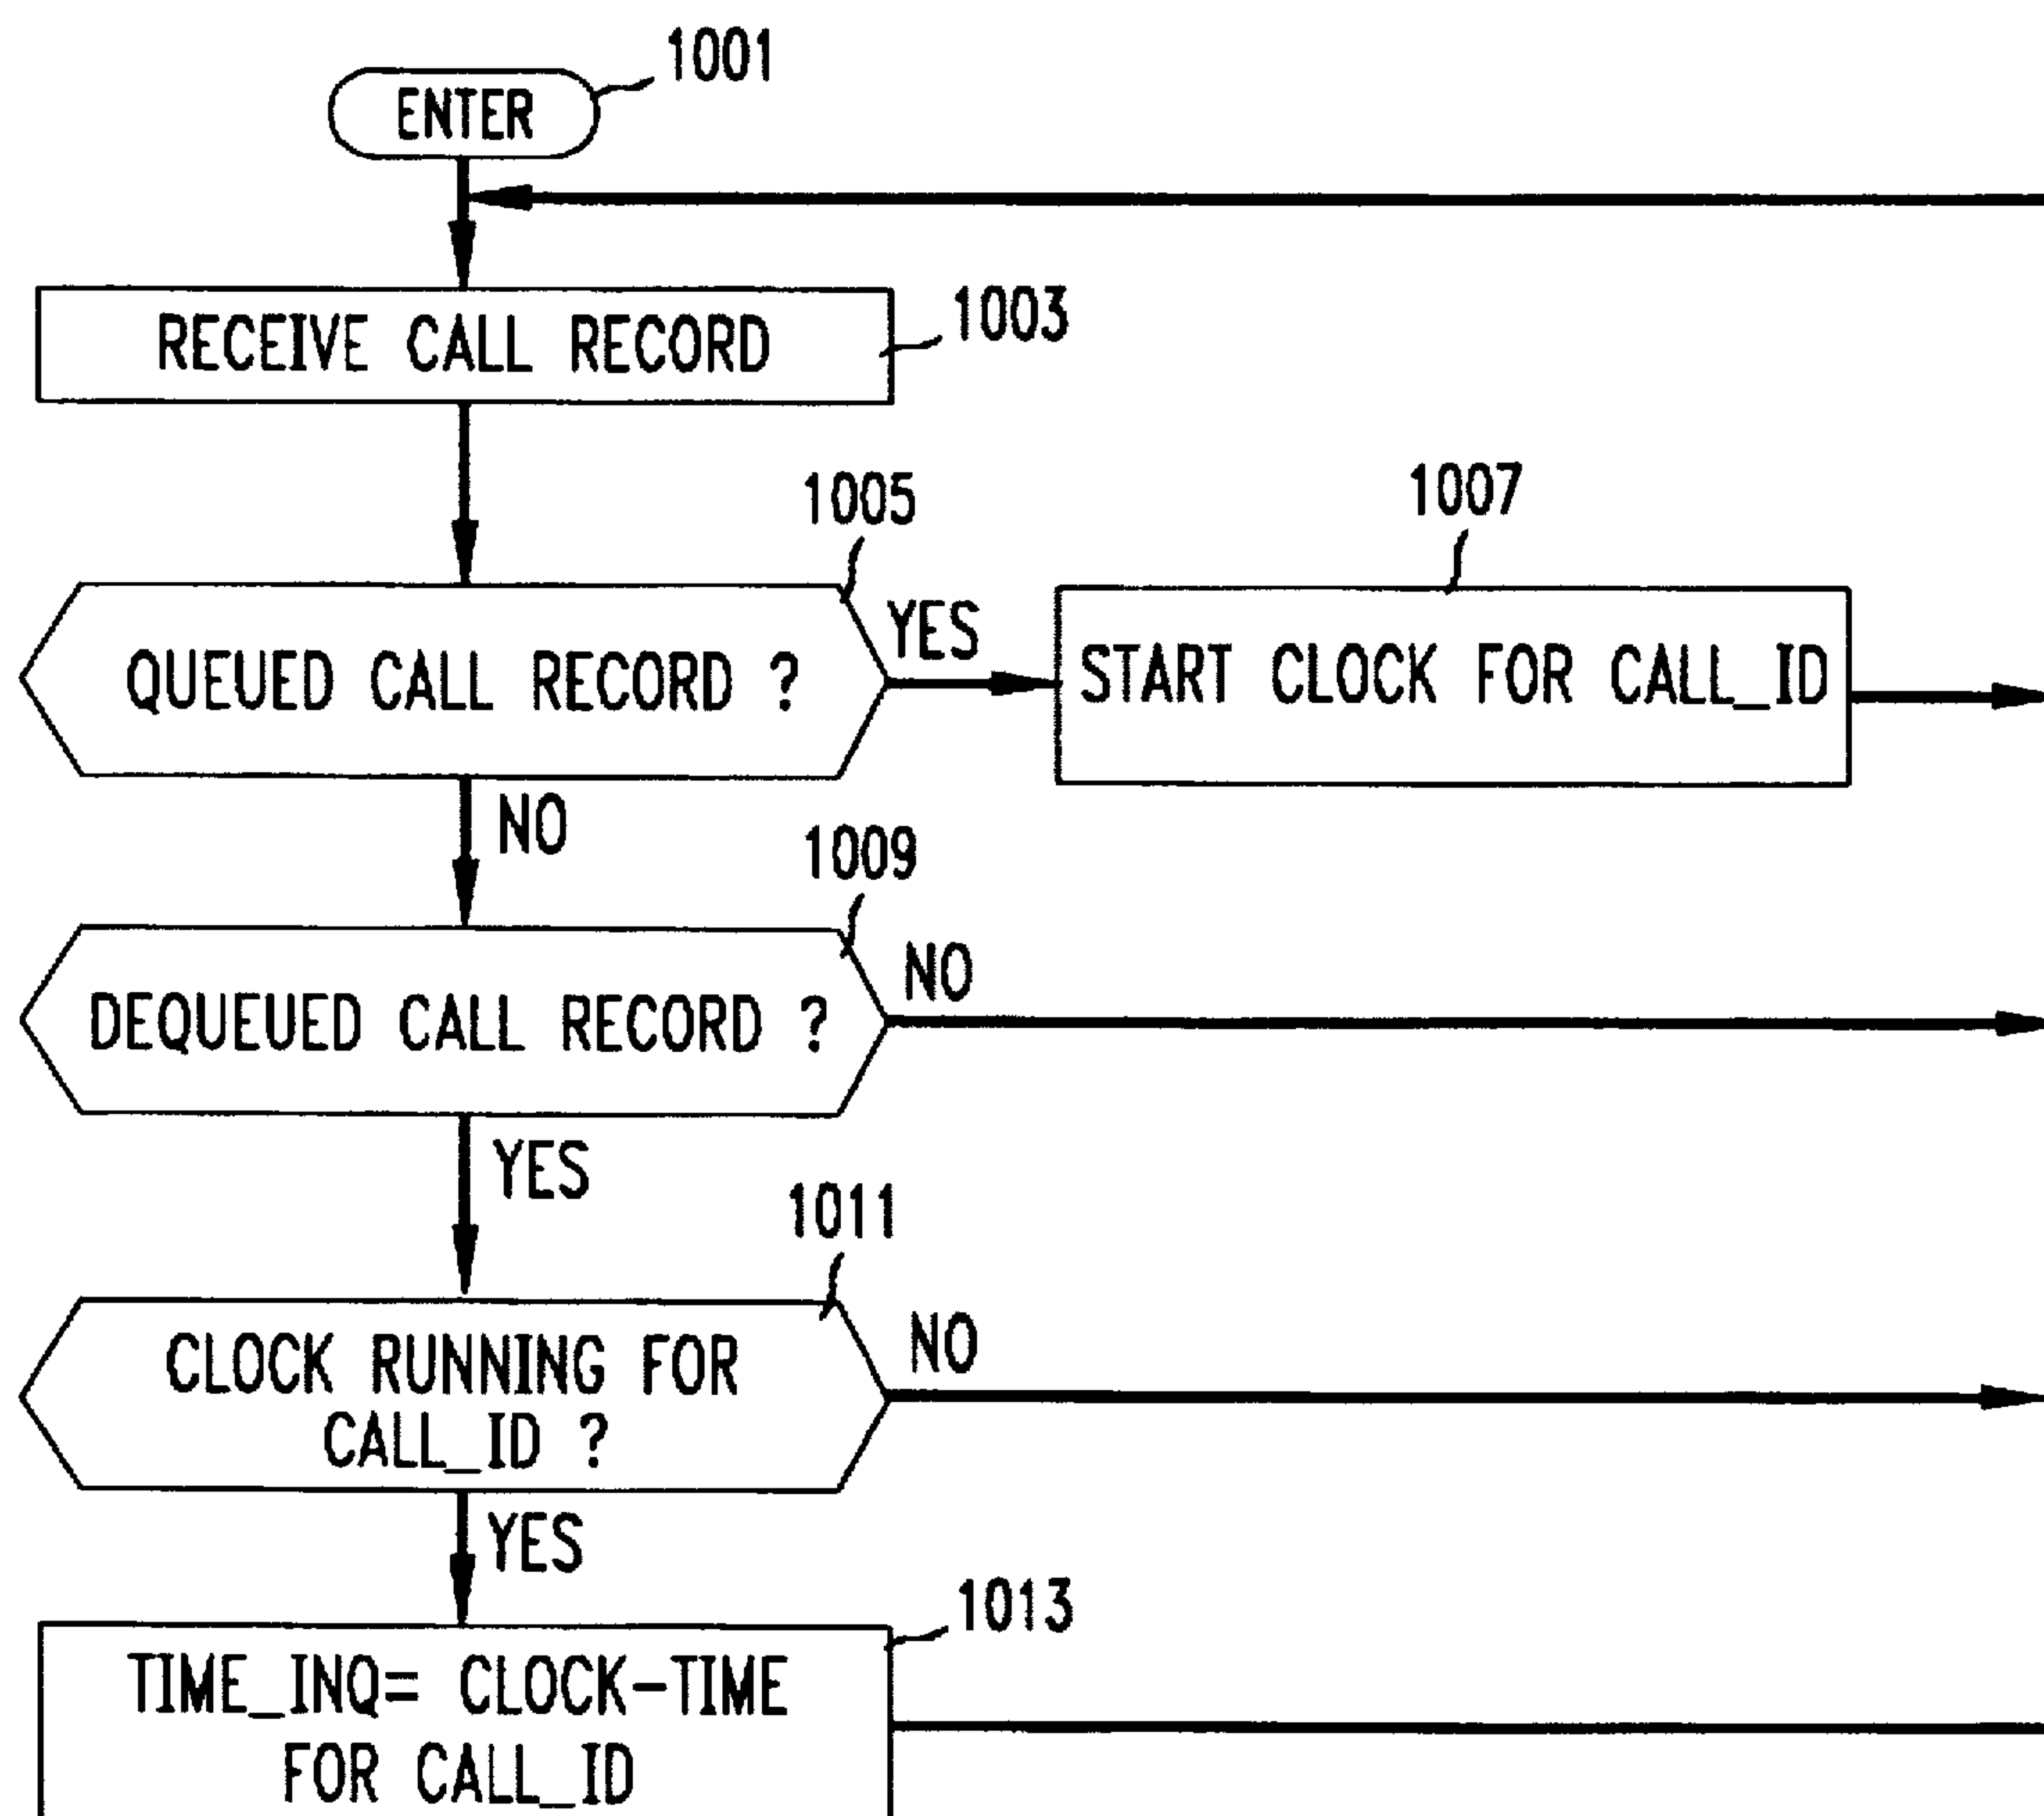 1001
ENTER
RECEIVE CALL RECORD
1003
1005
1007
QUEUED CALL RECORD ?
YES
START CLOCK FOR CALL_ID
NO
1009
DEQUEUED CALL RECORD ?
NO
YES
1011
CLOCK RUNNING FOR
CALL_ID ?
NO
YES
1013
TIME_INQ= CLOCK-TIME
FOR CALL_ID